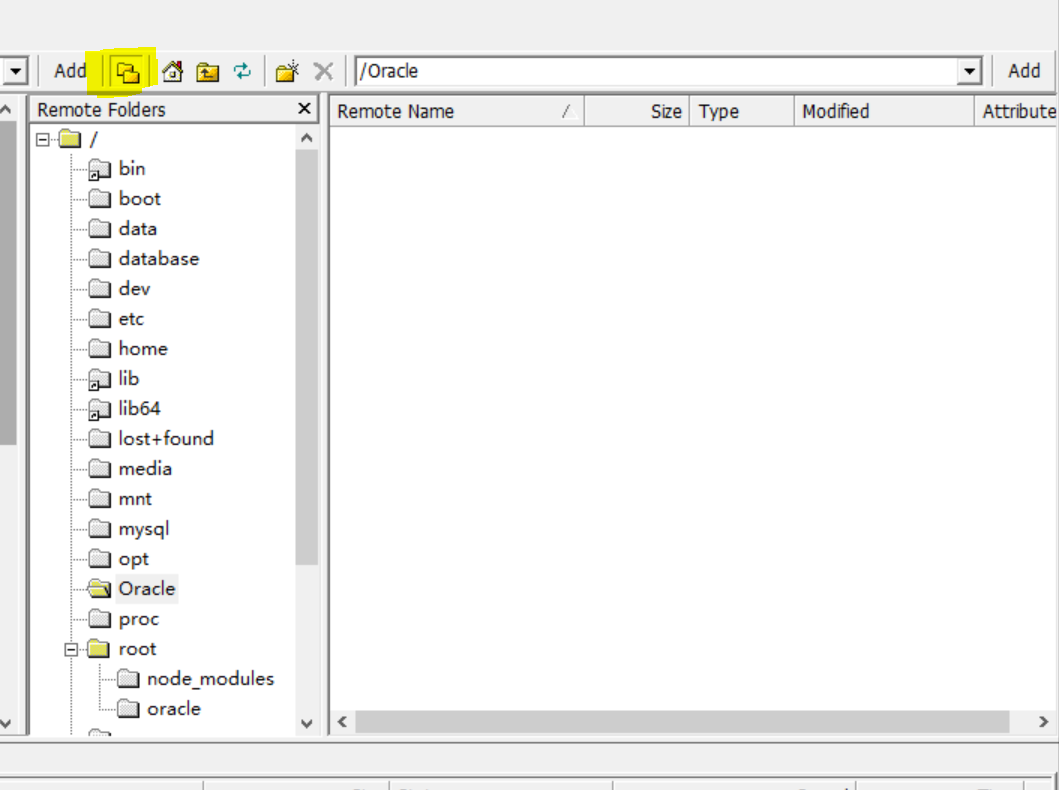 Add /Oracle Add
Remote Folders Remote Name Size Type Modified Attribute
/
bin
boot
data
database
dev
etc
home
lib
lib64
lost+found
media
mnt
mysql
opt
Oracle
proc
root
node_modules
oracle